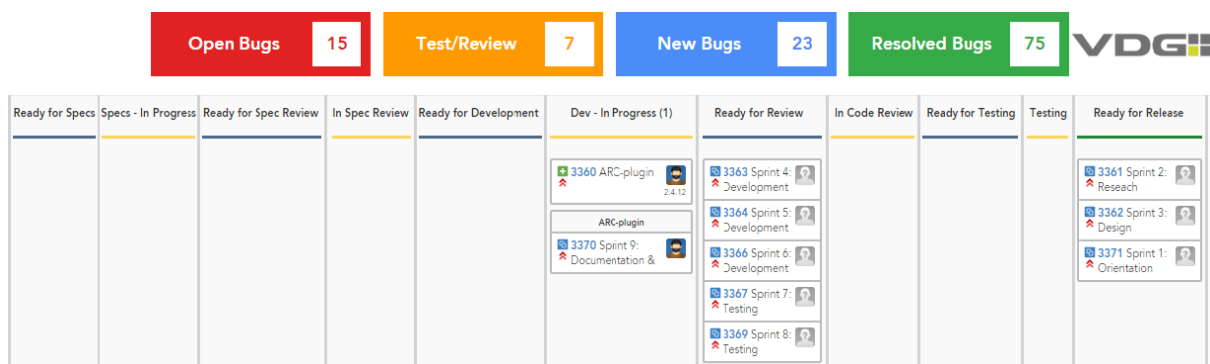 Open Bugs 15 Test/Review 7 New Bugs 23 Resolved Bugs 75 VDG
Ready for Specs Specs - In Progress Ready for Spec Review In Spec Review Ready for Development Dev - In Progress (1) Ready for Review In Code Review Ready for Testing Testing Ready for Release
3360 ARC-plugin
2.4.12
ARC-plugin
3370 Sprint 9:
Documentation &
3363 Sprint 4:
Development
3364 Sprint 5:
Development
3366 Sprint 6:
Development
3367 Sprint 7:
Testing
3369 Sprint 8:
Testing
3361 Sprint 2:
Reseach
3362 Sprint 3:
Design
3371 Sprint 1:
Orientation